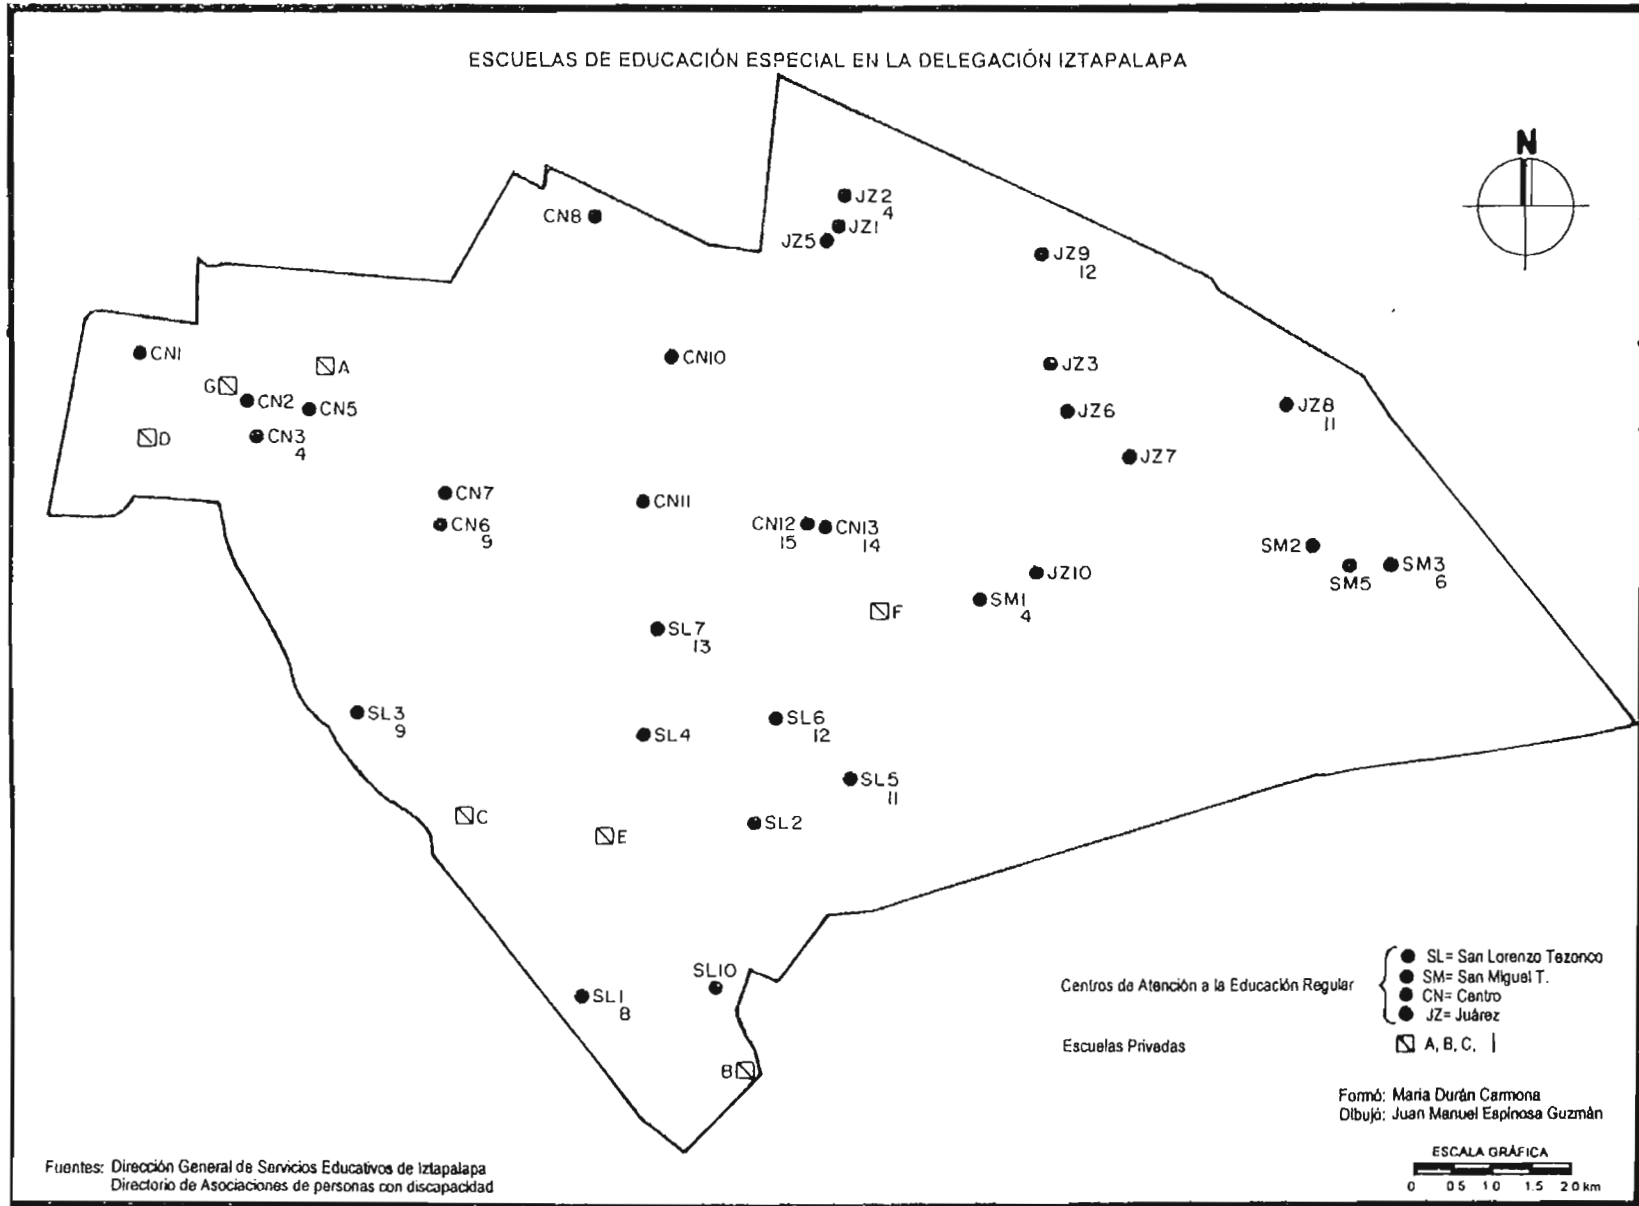 ESCUELAS DE EDUCACIÓN ESPECIAL EN LA DELEGACIÓN IZTAPALAPA
N
JZ2
4
CN8
JZ1
JZ5
JZ9
12
CN1
CN10
A
JZ3
G
CN2
CN5
JZ6
JZ8
11
D
CN3
4
JZ7
CN7
CN11
CN6
9
CN12
15
CN13
14
SM2
SM5
SM3
6
JZ10
SM1
4
F
SL7
13
SL3
9
SL6
12
SL4
SL5
11
C
E
SL2
SL10
SL1
8
B
Centros de Atención a la Educación Regular
SL= San Lorenzo Tezonco
SM= San Miguel T.
CN= Centro
JZ= Juárez
Escuelas Privadas
A, B, C,
Formó: Maria Durán Carmona
Dibujó: Juan Manuel Espinosa Guzmán
ESCALA GRÁFICA
0 0 5 1 0 1.5 2 0 km
Fuentes: Dirección General de Servicios Educativos de Iztapalapa
Directorio de Asociaciones de personas con discapacidad